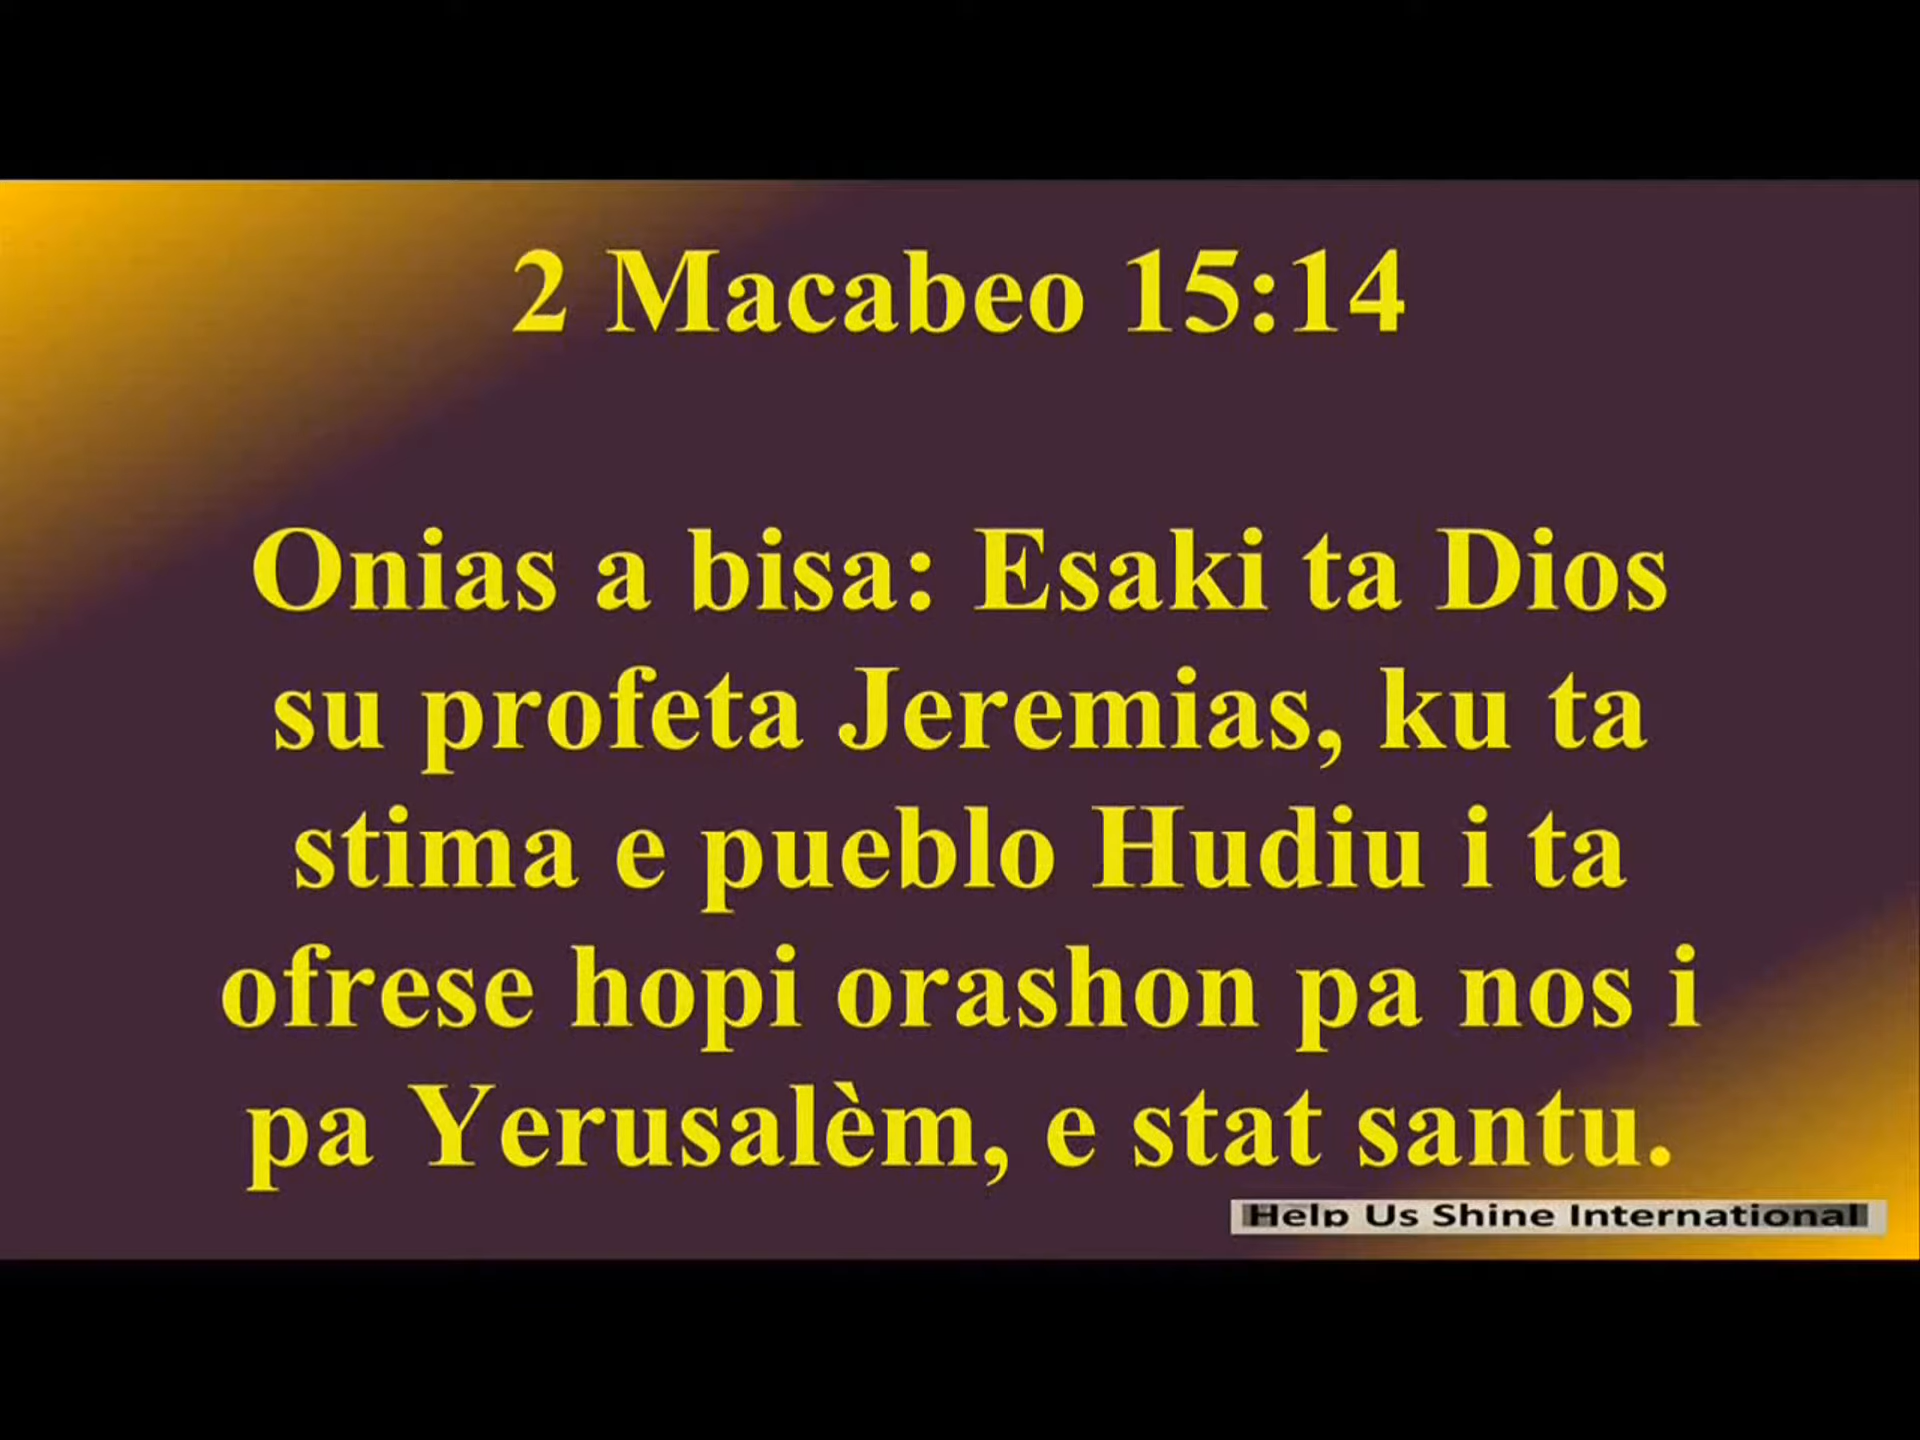 2 Macabeo 15:14
Onias a bisa: Esaki ta Dios
su profeta Jeremias, ku ta
stima e pueblo Hudiu i ta
ofrese hopi orashon pa nos i
pa Yerusalèm, e stat santu.
Help Us Shine International